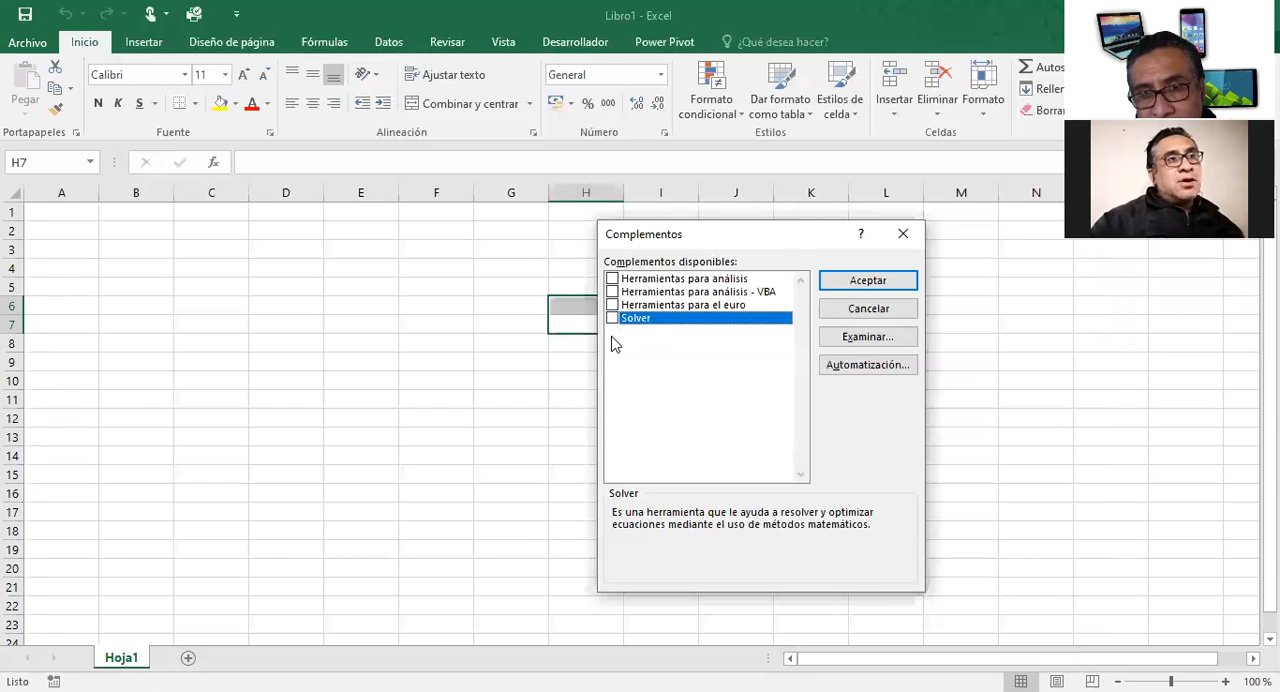 Libro1 - Excel
Archivo Inicio Insertar Diseño de página Fórmulas Datos Revisar Vista Desarrollador Power Pivot ¿Qué desea hacer?
Pegar
Calibri 11
N K S
Ajustar texto
Combinar y centrar
General
% 000
Formato condicional
Dar formato como tabla
Estilos de celda
Insertar Eliminar Formato
Autos
Reller
Borra
Portapapeles Fuente Alineación Número Estilos Celdas
H7 fx
A B C D E F G H I J K L M N
1
2
3
4
5
6
7
8
9
10
11
12
13
14
15
16
17
18
19
20
21
22
23
24
Complementos ?
Complementos disponibles:
Herramientas para análisis
Herramientas para análisis - VBA
Herramientas para el euro
Solver
Aceptar
Cancelar
Examinar...
Automatización...
Solver
Es una herramienta que le ayuda a resolver y optimizar
ecuaciones mediante el uso de métodos matemáticos.
Hoja1
Listo 100 %